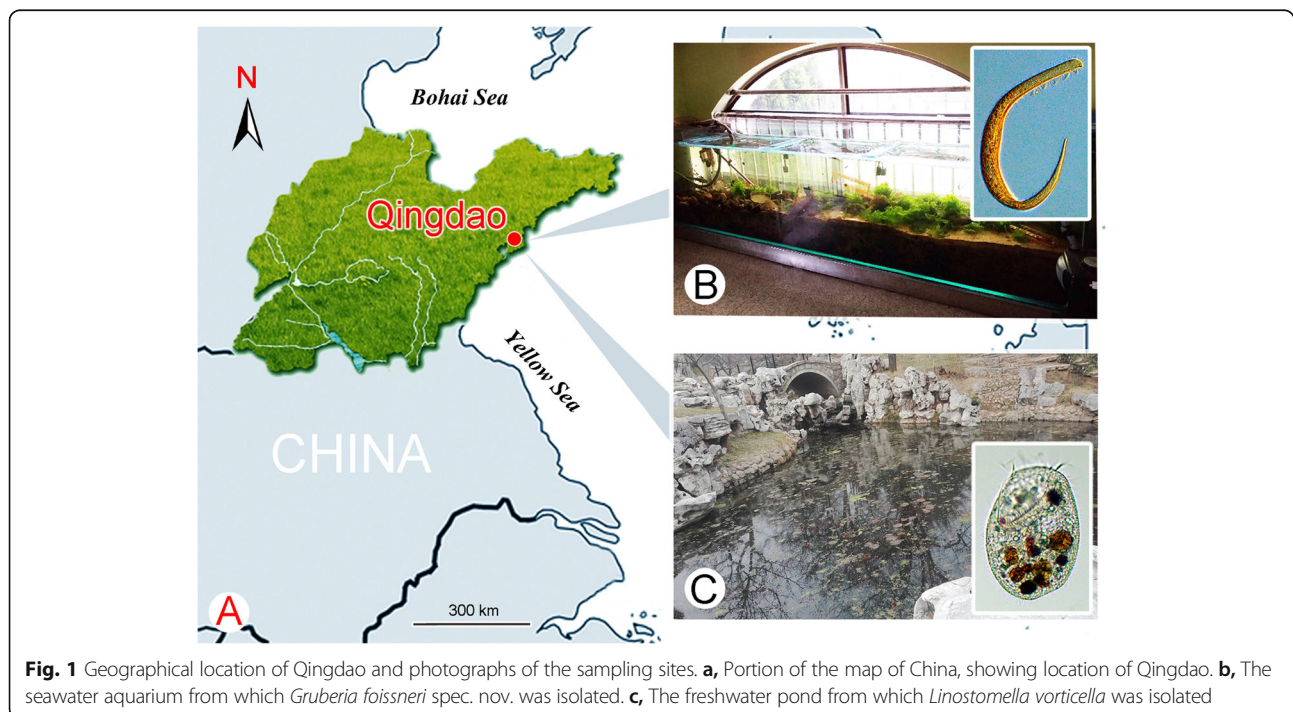 N
Bohai Sea
Qingdao
Yellow Sea
CHINA
300 km
A
B
C
Fig. 1 Geographical location of Qingdao and photographs of the sampling sites. a, Portion of the map of China, showing location of Qingdao. b, The
seawater aquarium from which Gruberia foissneri spec. nov. was isolated. c, The freshwater pond from which Linostomella vorticella was isolated